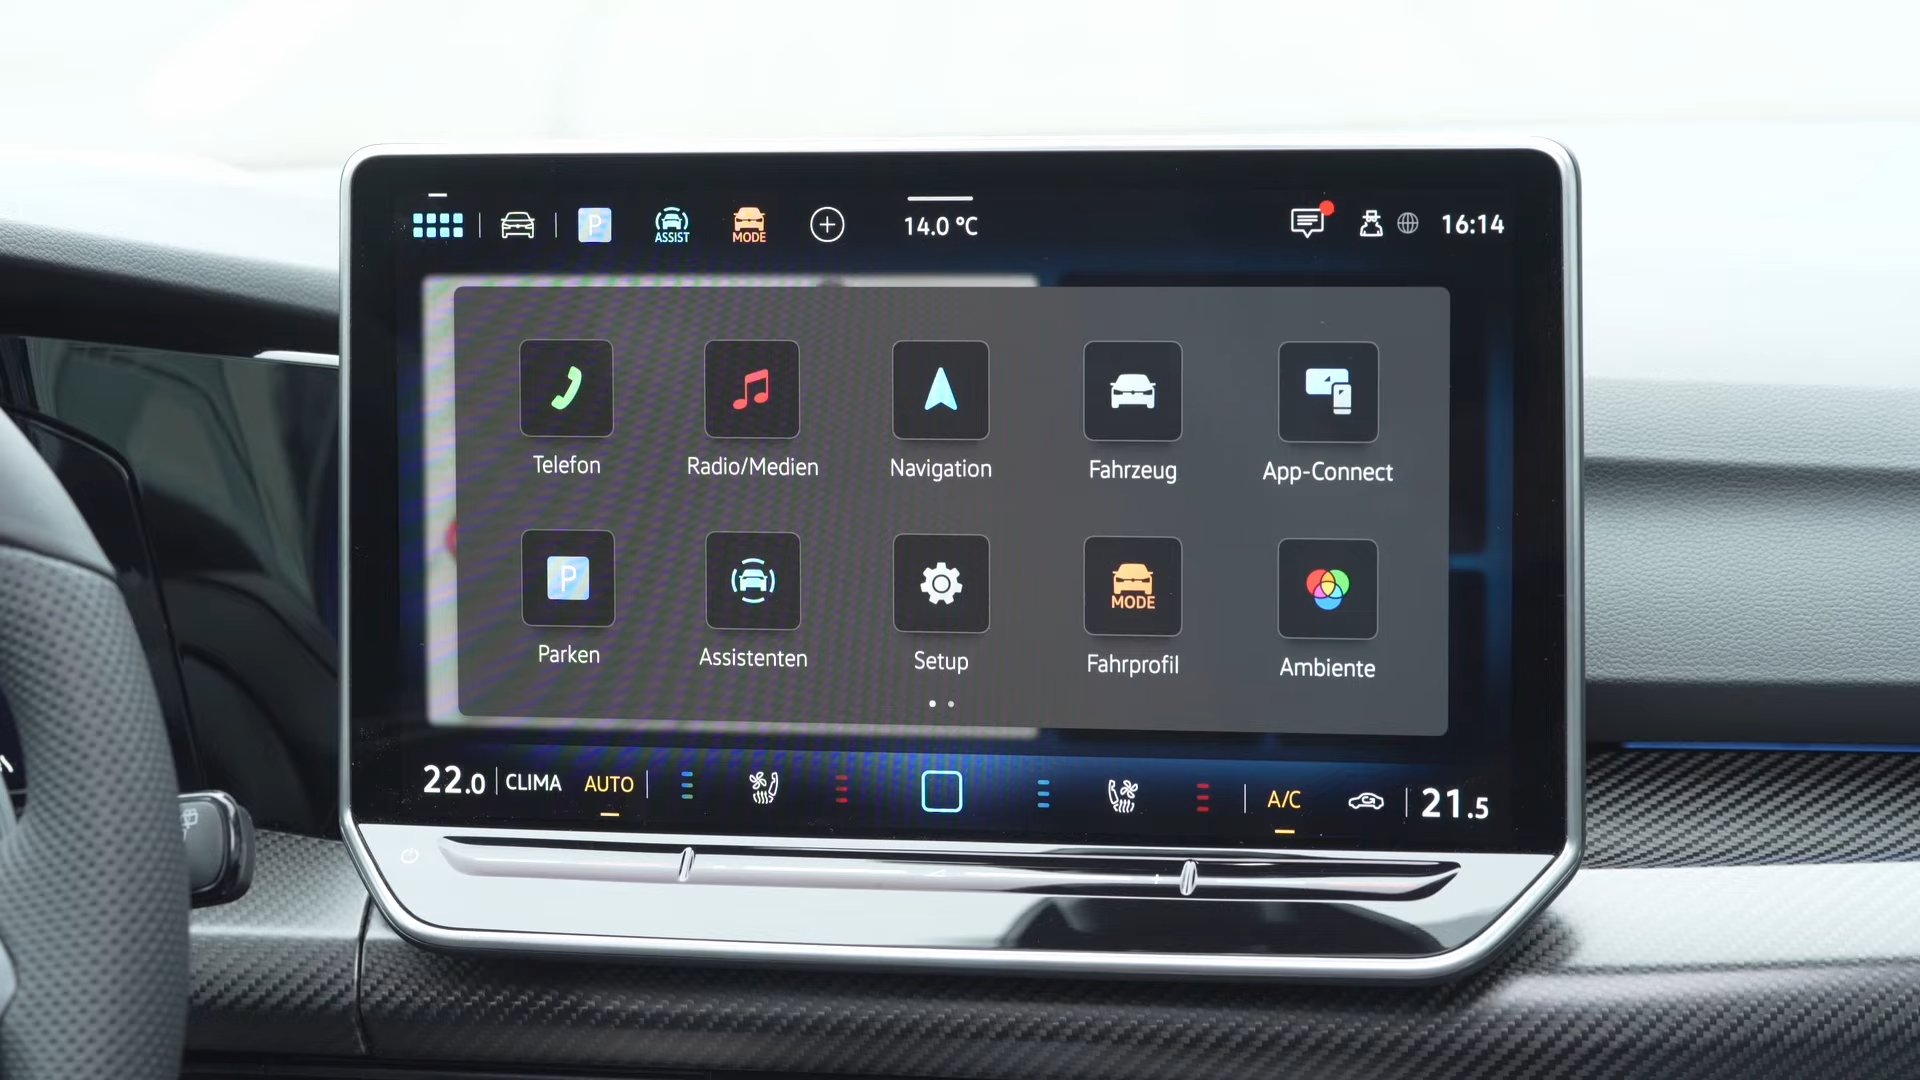 P ASSIST MODE 14.0 °C 16:14
Telefon Radio/Medien Navigation Fahrzeug App-Connect
P MODE
Parken Assistenten Setup Fahrprofil Ambiente
22.0 CLIMA AUTO A/C 21.5